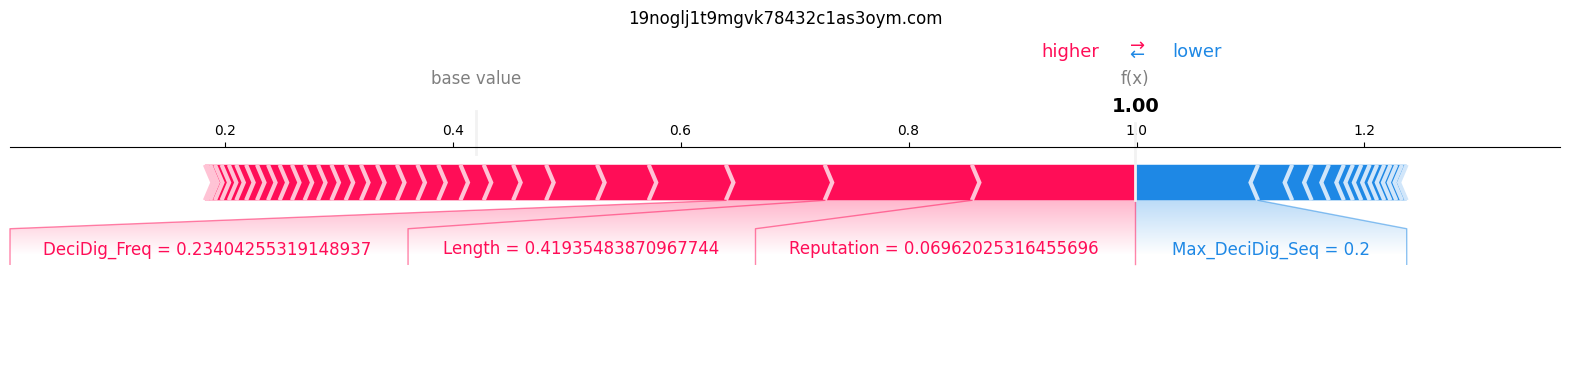 19noglj1t9mgvk78432c1as3oym.com
higher ⇄ lower
base value f(x)
1.00
0.2 0.4 0.6 0.8 1.0 1.2
DeciDig_Freq = 0.23404255319148937 Length = 0.41935483870967744 Reputation = 0.06962025316455696 Max_DeciDig_Seq = 0.2